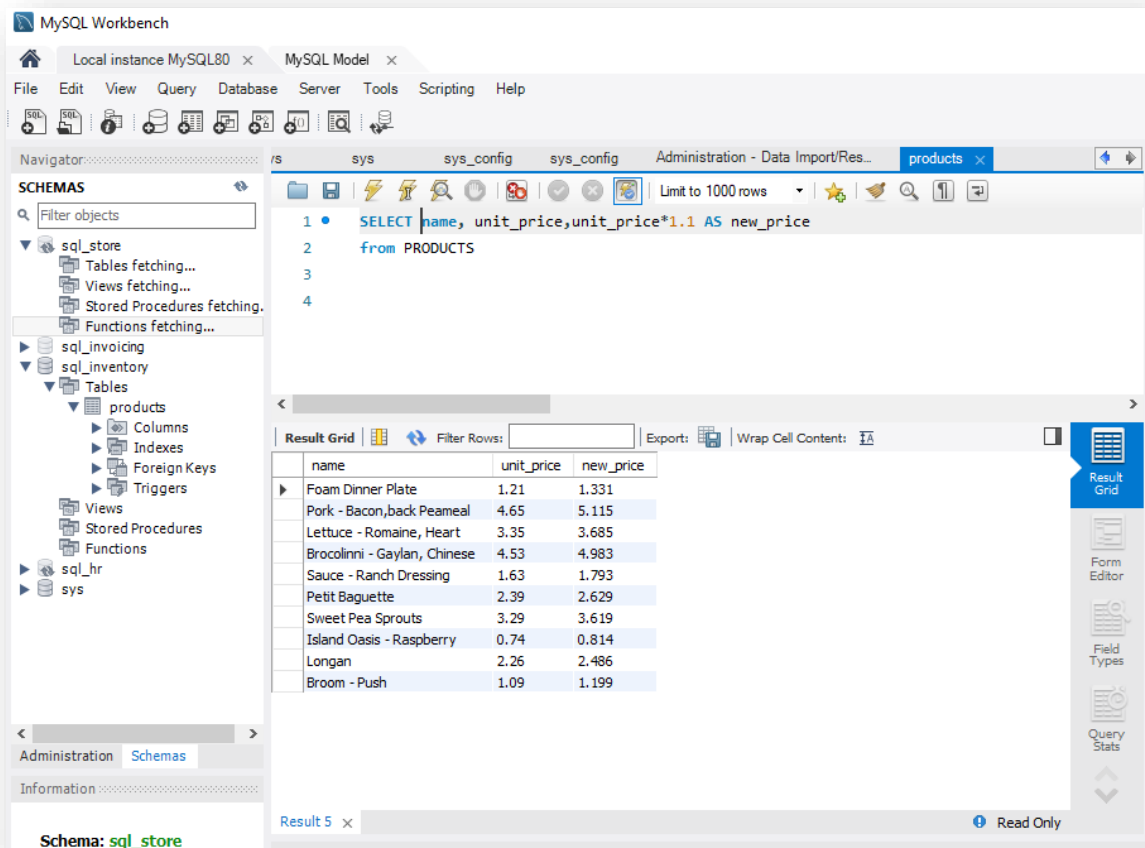 MySQL Workbench
Local instance MySQL80
MySQL Model
File Edit View Query Database Server Tools Scripting Help
Navigator
SCHEMAS
Filter objects
sql_store
Tables fetching...
Views fetching...
Stored Procedures fetching.
Functions fetching...
sql_invoicing
sql_inventory
Tables
products
Columns
Indexes
Foreign Keys
Triggers
Views
Stored Procedures
Functions
sql_hr
sys
Administration Schemas
Information
Schema: sql_store
ys sys sys_config sys_config Administration - Data Import/Res... products
Limit to 1000 rows
1 SELECT name, unit_price,unit_price*1.1 AS new_price
2 from PRODUCTS
3
4
Result Grid Filter Rows: Export: Wrap Cell Content: IA
name unit_price new_price
Foam Dinner Plate 1.21 1.331
Pork - Bacon,back Peameal 4.65 5.115
Lettuce - Romaine, Heart 3.35 3.685
Brocolinni - Gaylan, Chinese 4.53 4.983
Sauce - Ranch Dressing 1.63 1.793
Petit Baguette 2.39 2.629
Sweet Pea Sprouts 3.29 3.619
Island Oasis - Raspberry 0.74 0.814
Longan 2.26 2.486
Broom - Push 1.09 1.199
Result
Grid
Form
Editor
Field
Types
Query
Stats
Result 5
Read Only